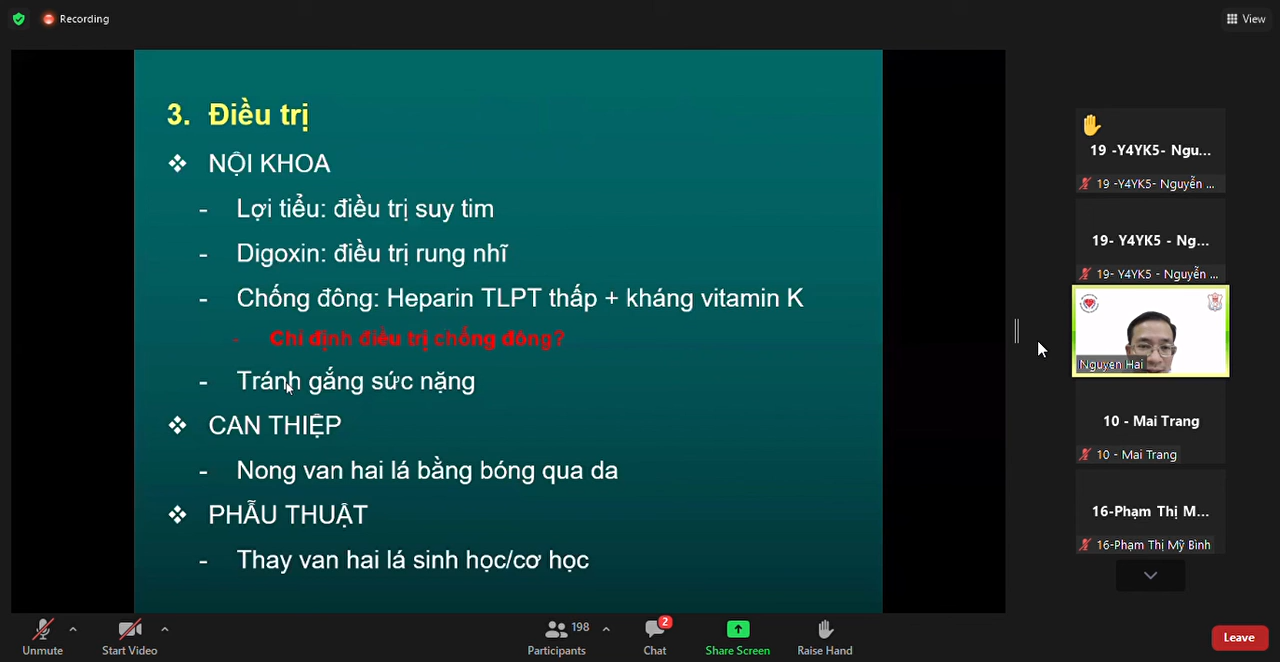 Recording
View
3. Điều trị
❖ NỘI KHOA
- Lợi tiểu: điều trị suy tim
- Digoxin: điều trị rung nhĩ
- Chống đông: Heparin TLPT thấp + kháng vitamin K
- Chỉ định điều trị chống đông?
- Tránh gắng sức nặng
❖ CAN THIỆP
- Nong van hai lá bằng bóng qua da
❖ PHẪU THUẬT
- Thay van hai lá sinh học/cơ học
19 -Y4YK5- Ngu...
19 -Y4YK5- Nguyễn ...
19- Y4YK5 - Ng...
19- Y4YK5 - Nguyễn ...
Nguyen Hai
10 - Mai Trang
10 - Mai Trang
16-Phạm Thị M...
16-Phạm Thị Mỹ Bình
Unmute
Start Video
198
Participants
2
Chat
Share Screen
Raise Hand
Leave